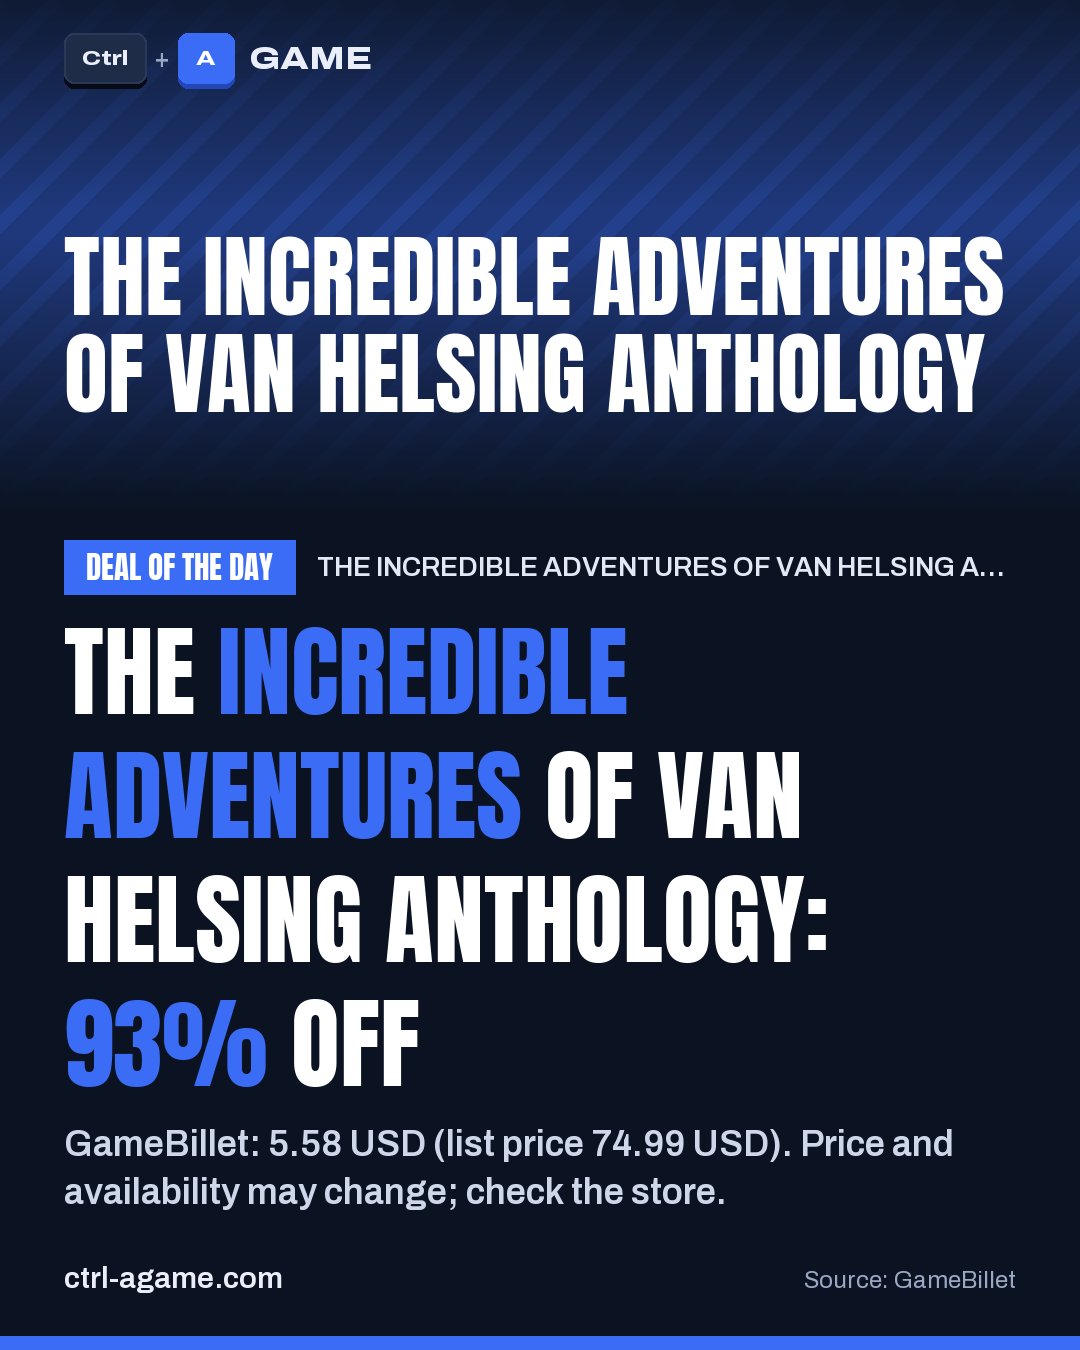 Ctrl + A GAME
THE INCREDIBLE ADVENTURES
OF VAN HELSING ANTHOLOGY
DEAL OF THE DAY THE INCREDIBLE ADVENTURES OF VAN HELSING A...
THE INCREDIBLE
ADVENTURES OF VAN
HELSING ANTHOLOGY:
93% OFF
GameBillet: 5.58 USD (list price 74.99 USD). Price and
availability may change; check the store.
ctrl-agame.com Source: GameBillet